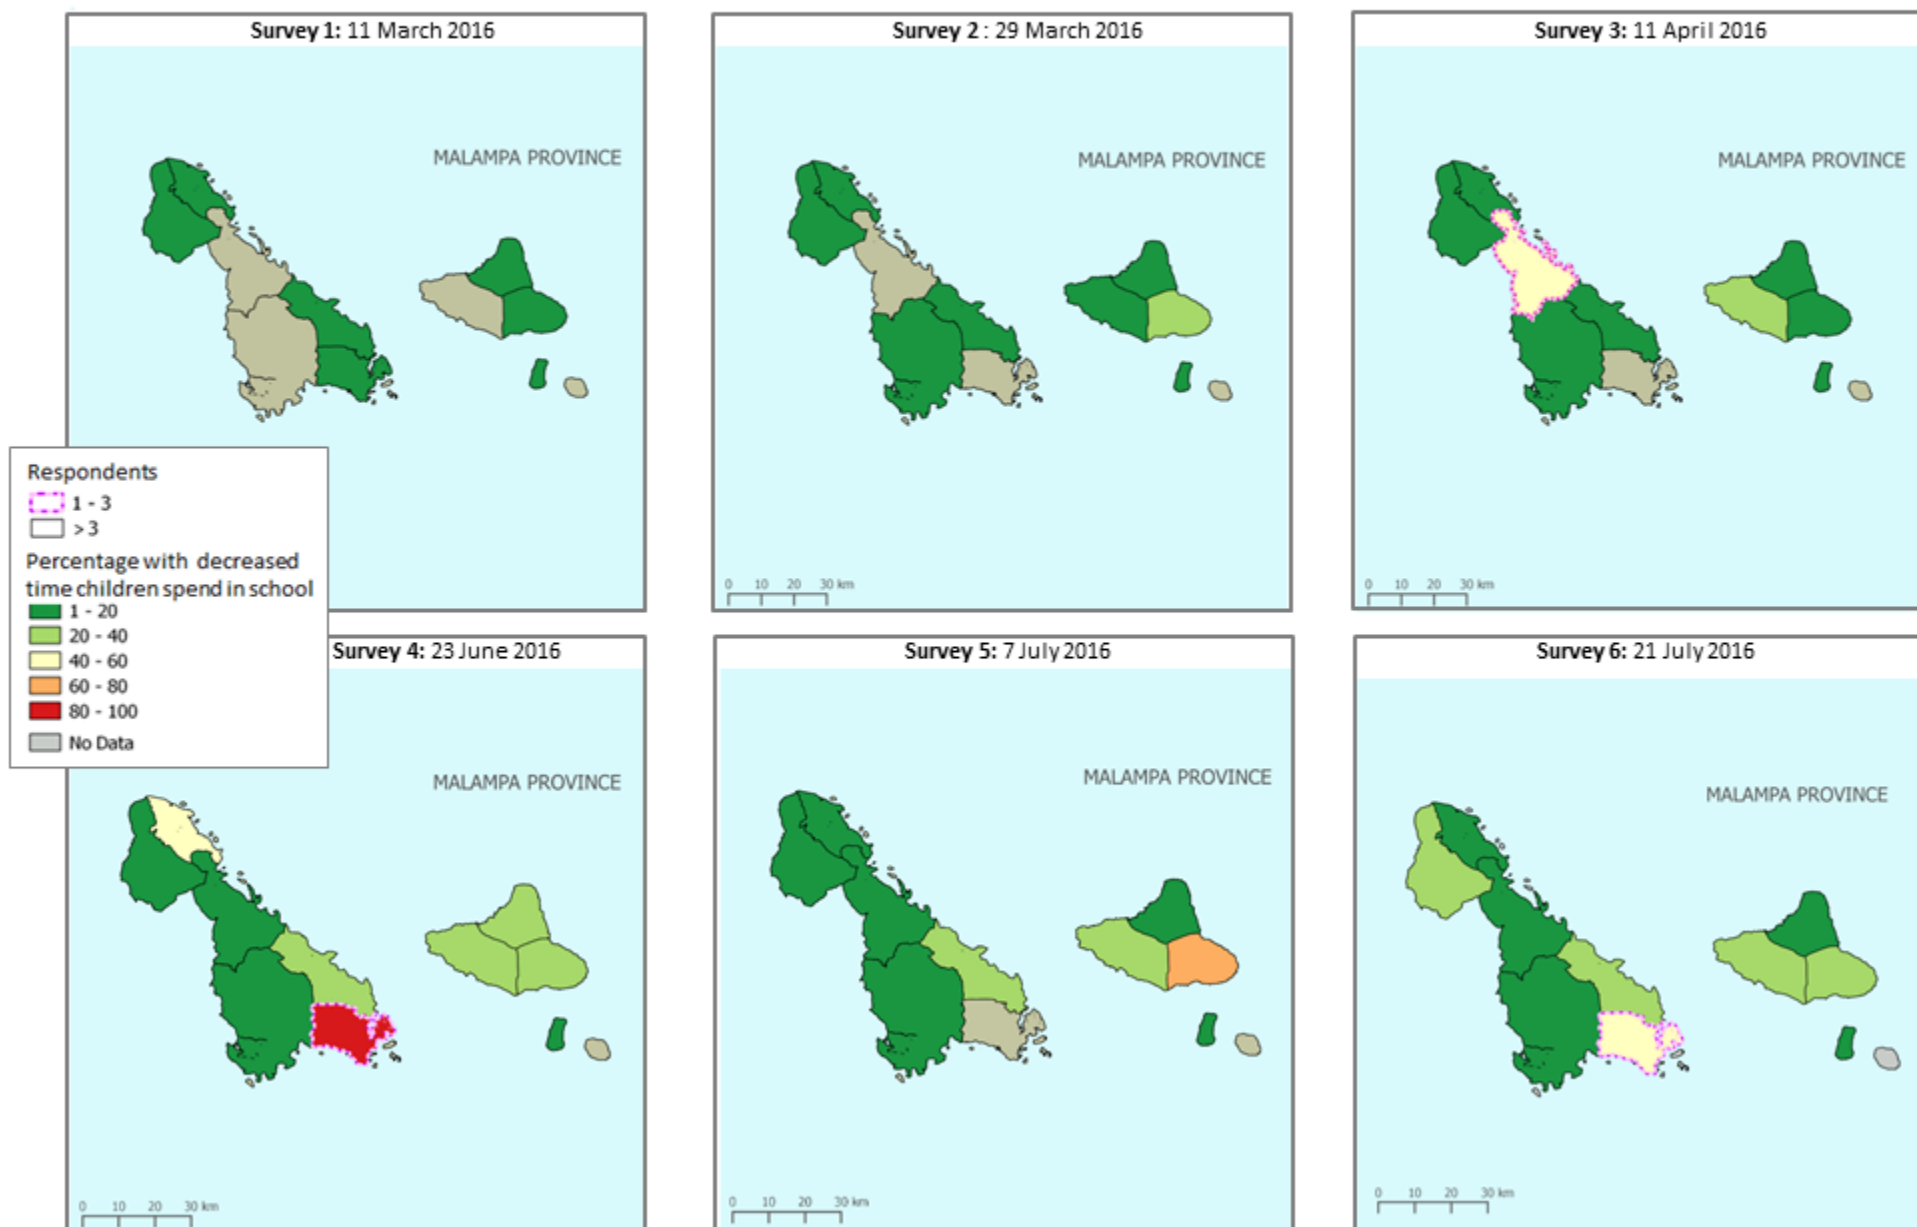 Survey 1: 11 March 2016
MALAMPA PROVINCE
Survey 2 : 29 March 2016
MALAMPA PROVINCE
0 10 20 30 km
Survey 3: 11 April 2016
MALAMPA PROVINCE
0 10 20 30 km
Respondents
1 - 3
> 3
Percentage with decreased
time children spend in school
1 - 20
20 - 40
40 - 60
60 - 80
80 - 100
No Data
Survey 4: 23 June 2016
MALAMPA PROVINCE
0 10 20 30 km
Survey 5: 7 July 2016
MALAMPA PROVINCE
0 10 20 30 km
Survey 6: 21 July 2016
MALAMPA PROVINCE
0 10 20 30 km